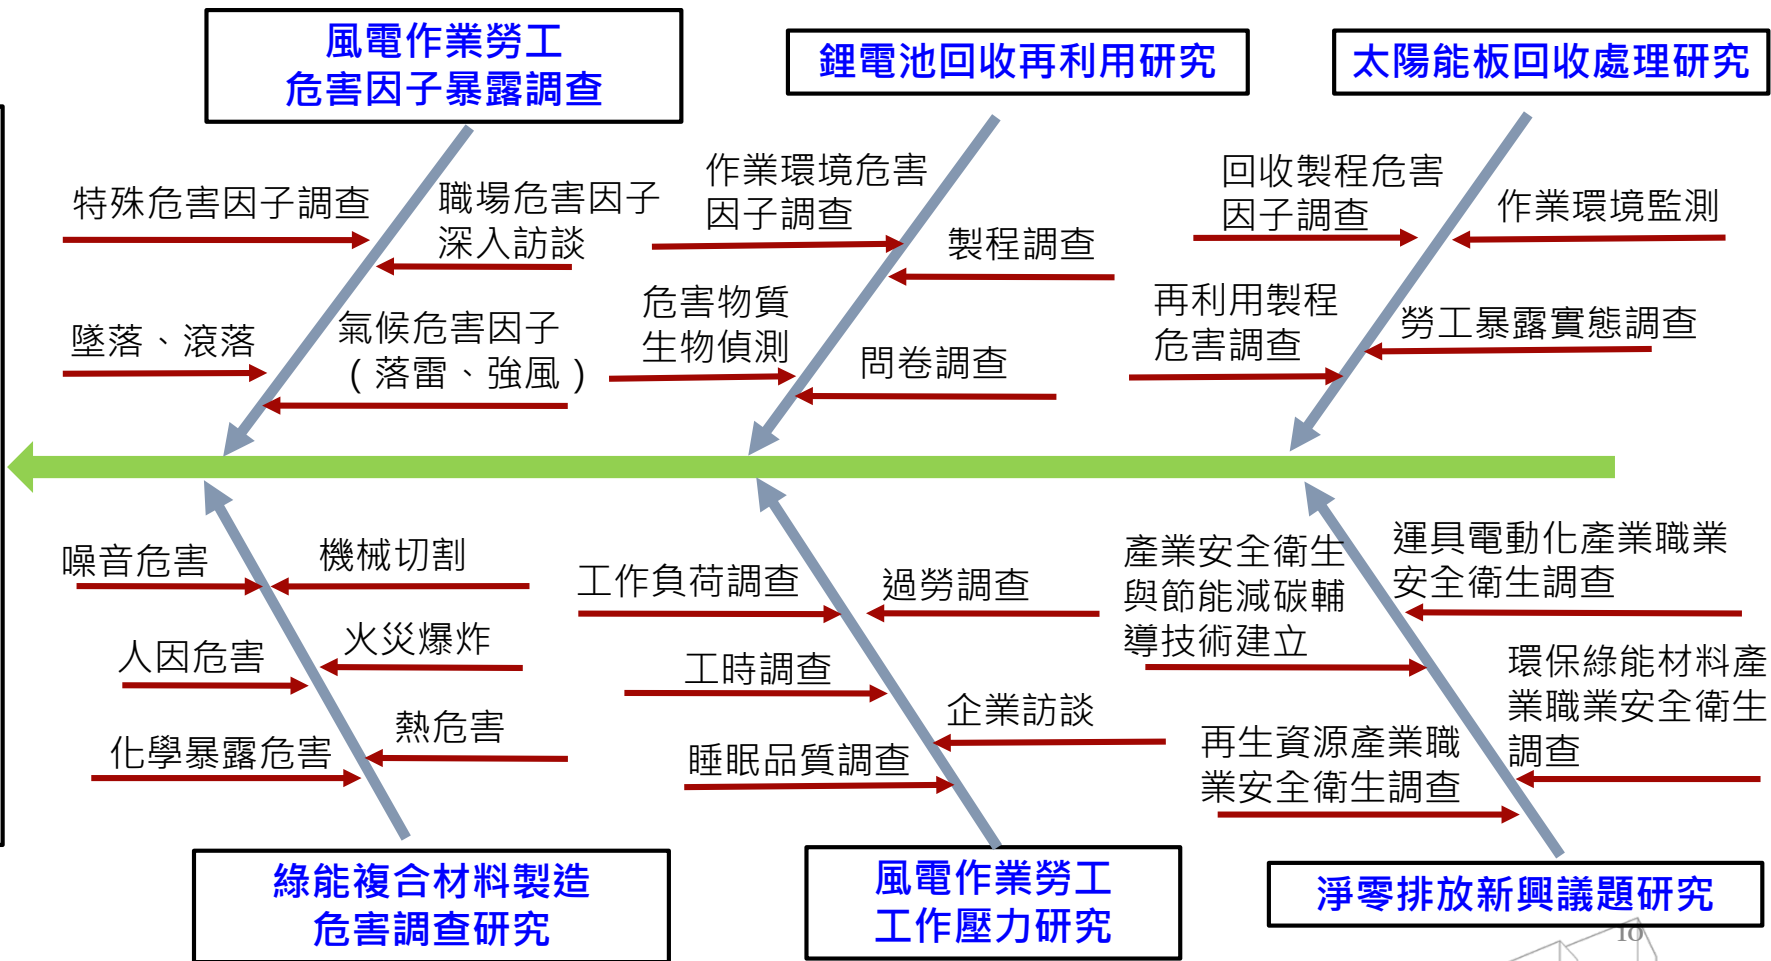 風電作業勞工
危害因子暴露調查
鋰電池回收再利用研究
太陽能板回收處理研究
特殊危害因子調查
職場危害因子
深入訪談
墜落、滾落
氣候危害因子
(落雷、強風)
作業環境危害
因子調查
製程調查
危害物質
生物偵測
問卷調查
回收製程危害
因子調查
作業環境監測
再利用製程
危害調查
勞工暴露實態調查
噪音危害
機械切割
人因危害
火災爆炸
化學暴露危害
熱危害
工作負荷調查
過勞調查
工時調查
企業訪談
睡眠品質調查
產業安全衛生
與節能減碳輔
導技術建立
運具電動化產業職業
安全衛生調查
再生資源產業職
業安全衛生調查
環保綠能材料產
業職業安全衛生
調查
綠能複合材料製造
危害調查研究
風電作業勞工
工作壓力研究
淨零排放新興議題研究
10